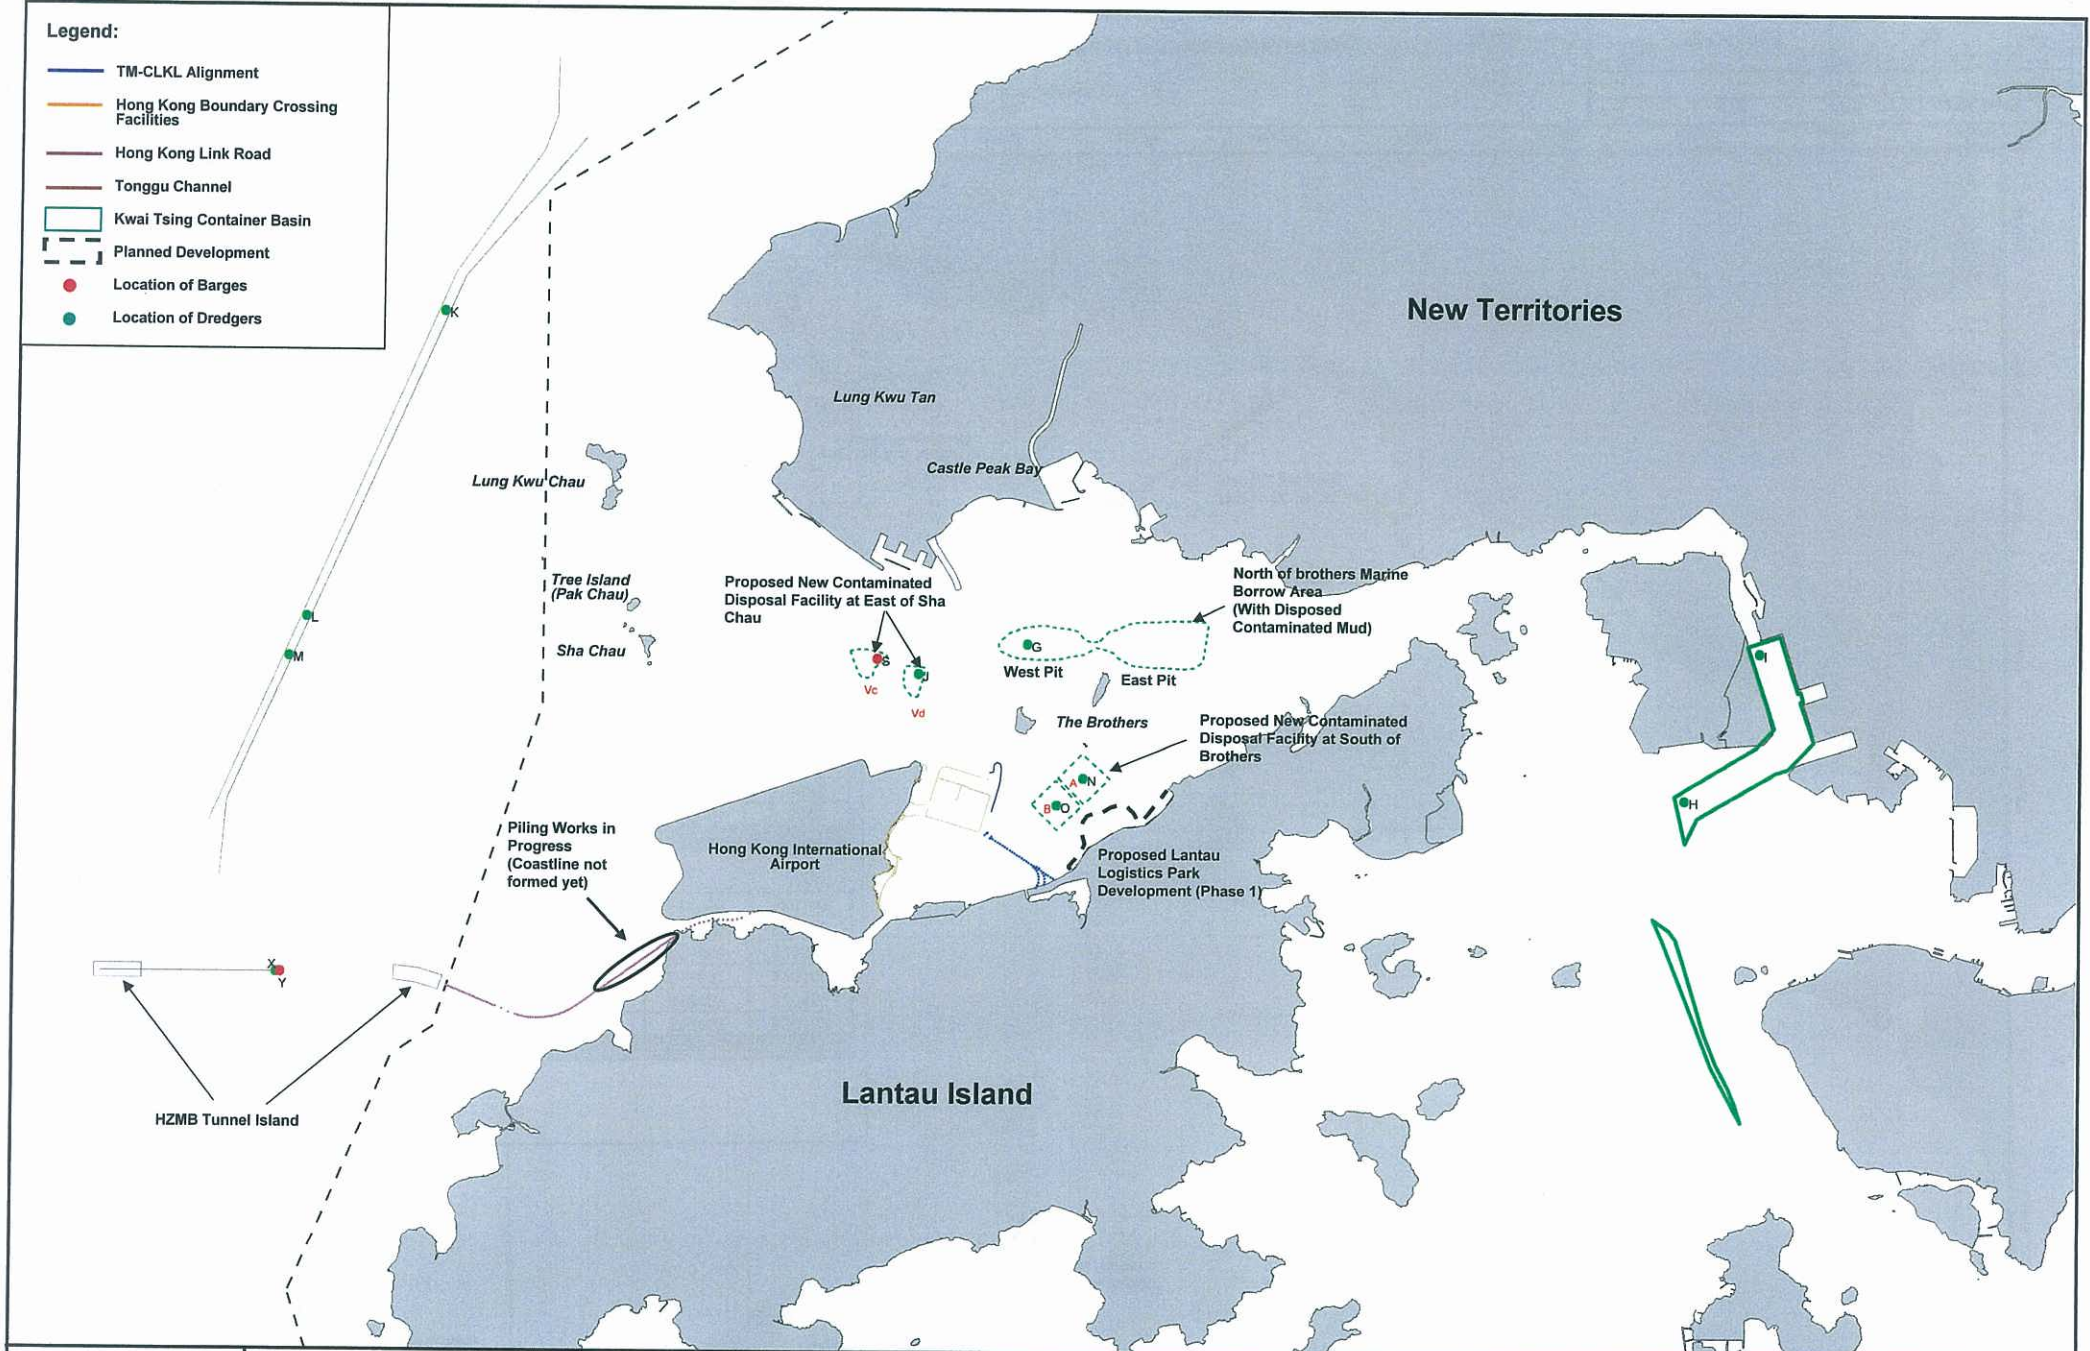 Legend:
TM-CLKL Alignment
Hong Kong Boundary Crossing
Facilities
Hong Kong Link Road
Tonggu Channel
Kwai Tsing Container Basin
Planned Development
Location of Barges
Location of Dredgers
K
New Territories
Lung Kwu Tan
Castle Peak Bay
Lung Kwu Chau
Tree Island
(Pak Chau)
Sha Chau
L
M
Proposed New Contaminated
Disposal Facility at East of Sha
Chau
S
J
Vc
Vd
North of brothers Marine
Borrow Area
(With Disposed
Contaminated Mud)
G
West Pit
East Pit
I
The Brothers
Proposed New Contaminated
Disposal Facility at South of
Brothers
A N
B O
H
Piling Works in
Progress
(Coastline not
formed yet)
Hong Kong International
Airport
Proposed Lantau
Logistics Park
Development (Phase 1)
X
Y
HZMB Tunnel Island
Lantau Island